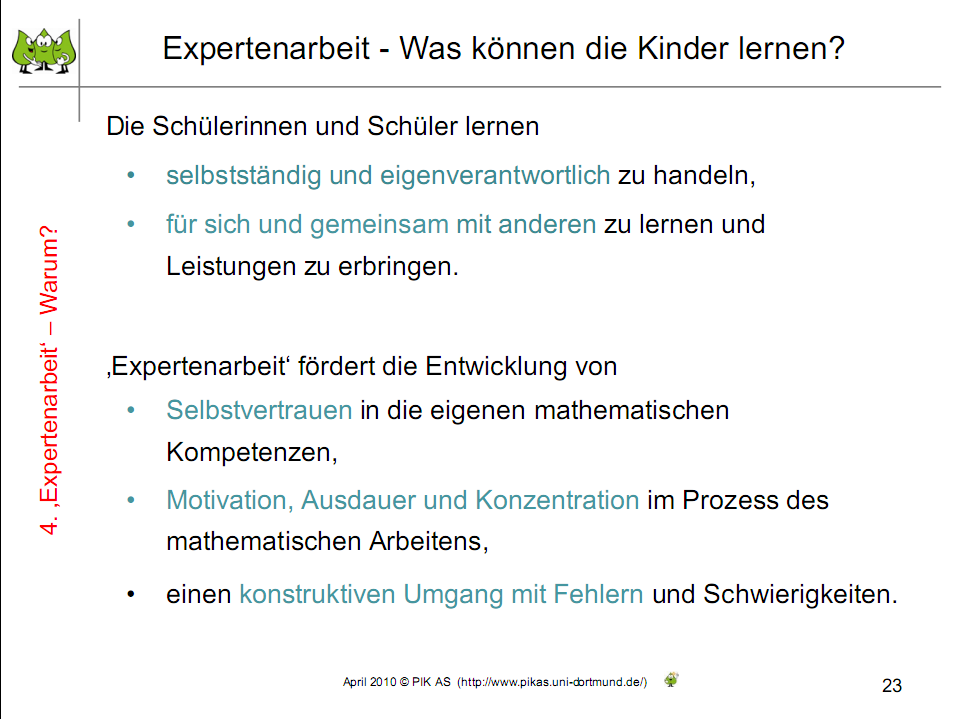 Expertenarbeit - Was können die Kinder lernen?
Die Schülerinnen und Schüler lernen
• selbstständig und eigenverantwortlich zu handeln,
• für sich und gemeinsam mit anderen zu lernen und
Leistungen zu erbringen.
‚Expertenarbeit‘ fördert die Entwicklung von
• Selbstvertrauen in die eigenen mathematischen
Kompetenzen,
• Motivation, Ausdauer und Konzentration im Prozess des
mathematischen Arbeitens,
• einen konstruktiven Umgang mit Fehlern und Schwierigkeiten.
4. ‚Expertenarbeit‘ – Warum?
April 2010 © PIK AS (http://www.pikas.uni-dortmund.de/)
23